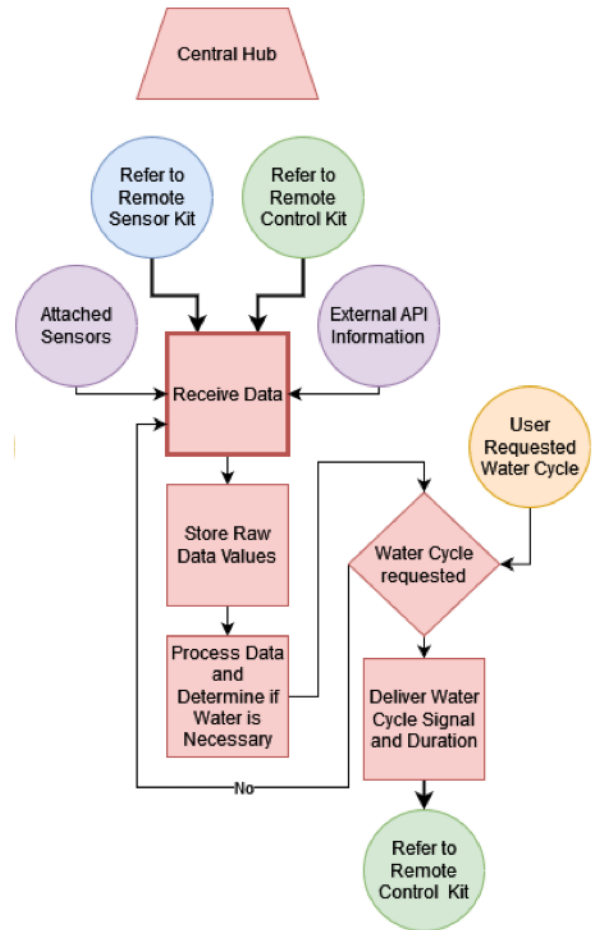 Central Hub
Refer to
Remote
Sensor Kit
Refer to
Remote
Control Kit
Attached
Sensors
External API
Information
Receive Data
User
Requested
Water Cycle
Store Raw
Data Values
Water Cycle
requested
Process Data
and
Determine if
Water is
Necessary
Deliver Water
Cycle Signal
and Duration
No
Refer to
Remote
Control Kit